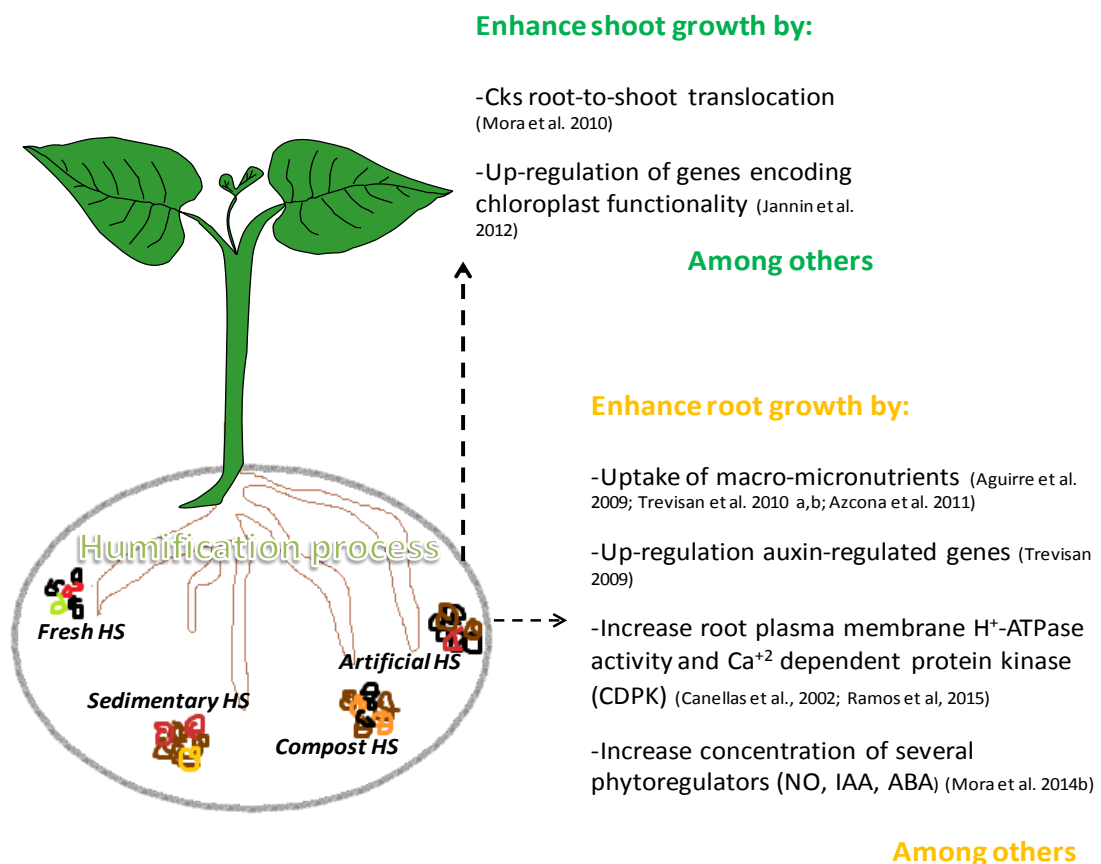 Enhance shoot growth by:
-Cks root-to-shoot translocation
(Mora et al. 2010)
-Up-regulation of genes encoding
chloroplast functionality (Jannin et al.
2012)
Among others
Enhance root growth by:
-Uptake of macro-micronutrients (Aguirre et al.
2009; Trevisan et al. 2010 a,b; Azcona et al. 2011)
-Up-regulation auxin-regulated genes (Trevisan
2009)
-Increase root plasma membrane H⁺-ATPase
activity and Ca⁺² dependent protein kinase
(CDPK) (Canellas et al., 2002; Ramos et al, 2015)
-Increase concentration of several
phytoregulators (NO, IAA, ABA) (Mora et al. 2014b)
Among others
Humification process
Fresh HS
Artificial HS
Sedimentary HS
Compost HS